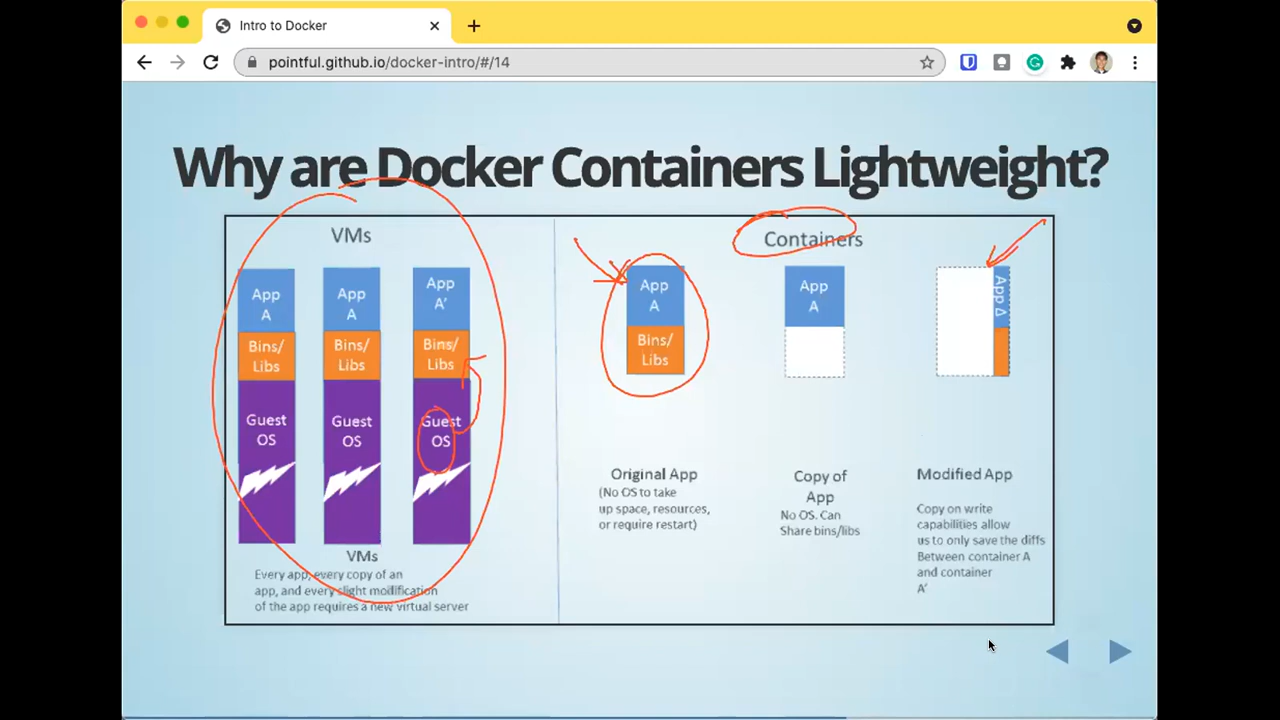 Intro to Docker
pointful.github.io/docker-intro/#/14
Why are Docker Containers Lightweight?
VMs
App
A
Bins/
Libs
Guest
OS
App
A
Bins/
Libs
Guest
OS
App
A'
Bins/
Libs
Guest
OS
VMs
Every app, every copy of an
app, and every slight modification
of the app requires a new virtual server
Containers
App
A
Bins/
Libs
Original App
(No OS to take
up space, resources,
or require restart)
App
A
Copy of
App
No OS. Can
Share bins/libs
App Δ
Modified App
Copy on write
capabilities allow
us to only save the diffs
Between container A
and container
A'